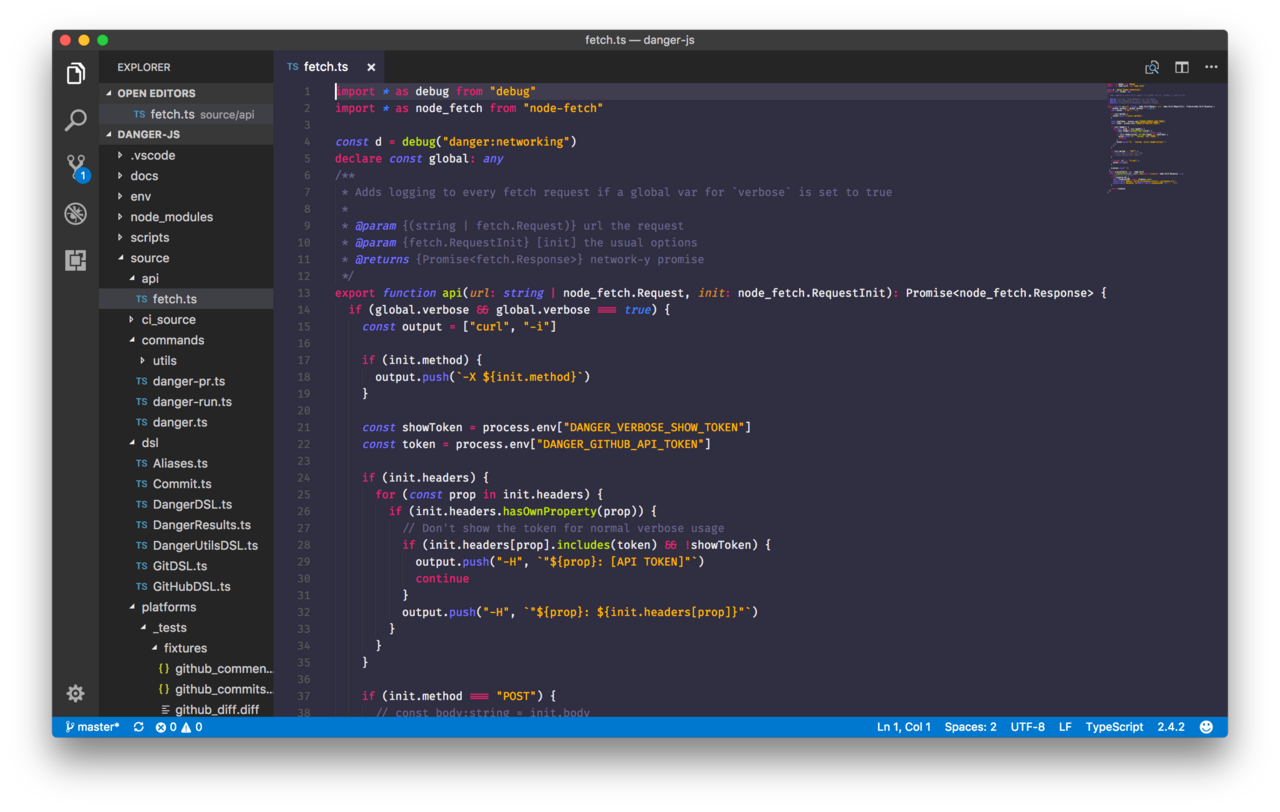 fetch.ts — danger-js
EXPLORER
OPEN EDITORS
TS fetch.ts source/api
DANGER-JS
.vscode
docs
env
node_modules
scripts
source
api
TS fetch.ts
ci_source
commands
utils
TS danger-pr.ts
TS danger-run.ts
TS danger.ts
dsl
TS Aliases.ts
TS Commit.ts
TS DangerDSL.ts
TS DangerResults.ts
TS DangerUtilsDSL.ts
TS GitDSL.ts
TS GitHubDSL.ts
platforms
_tests
fixtures
{} github_commen...
{} github_commits...
github_diff.diff
1
TS fetch.ts ×
1 import * as debug from "debug"
2 import * as node_fetch from "node-fetch"
3
4 const d = debug("danger:networking")
5 declare const global: any
6 /**
7  * Adds logging to every fetch request if a global var for `verbose` is set to true
8  *
9  * @param {(string | fetch.Request)} url the request
10  * @param {fetch.RequestInit} [init] the usual options
11  * @returns {Promise<fetch.Response>} network-y promise
12  */
13 export function api(url: string | node_fetch.Request, init: node_fetch.RequestInit): Promise<node_fetch.Response> {
14   if (global.verbose && global.verbose === true) {
15     const output = ["curl", "-i"]
16
17     if (init.method) {
18       output.push(`-X ${init.method}`)
19     }
20
21     const showToken = process.env["DANGER_VERBOSE_SHOW_TOKEN"]
22     const token = process.env["DANGER_GITHUB_API_TOKEN"]
23
24     if (init.headers) {
25       for (const prop in init.headers) {
26         if (init.headers.hasOwnProperty(prop)) {
27           // Don't show the token for normal verbose usage
28           if (init.headers[prop].includes(token) && !showToken) {
29             output.push("-H", `"${prop}: [API TOKEN]"`)
30             continue
31           }
32           output.push("-H", `"${prop}: ${init.headers[prop]}"`)
33         }
34       }
35     }
36
37     if (init.method === "POST") {
38       // const body:string = init.body
master* 0 0 Ln 1, Col 1 Spaces: 2 UTF-8 LF TypeScript 2.4.2